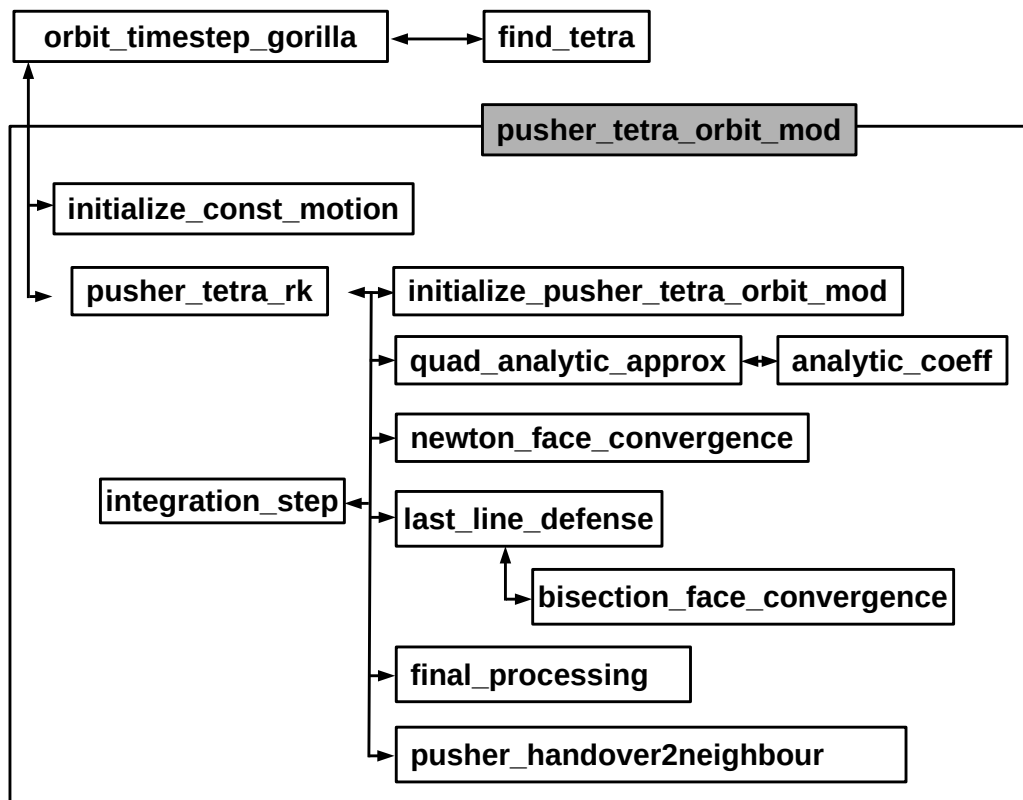 orbit_timestep_gorilla
find_tetra
pusher_tetra_orbit_mod
initialize_const_motion
pusher_tetra_rk
initialize_pusher_tetra_orbit_mod
quad_analytic_approx
analytic_coeff
newton_face_convergence
integration_step
last_line_defense
bisection_face_convergence
final_processing
pusher_handover2neighbour